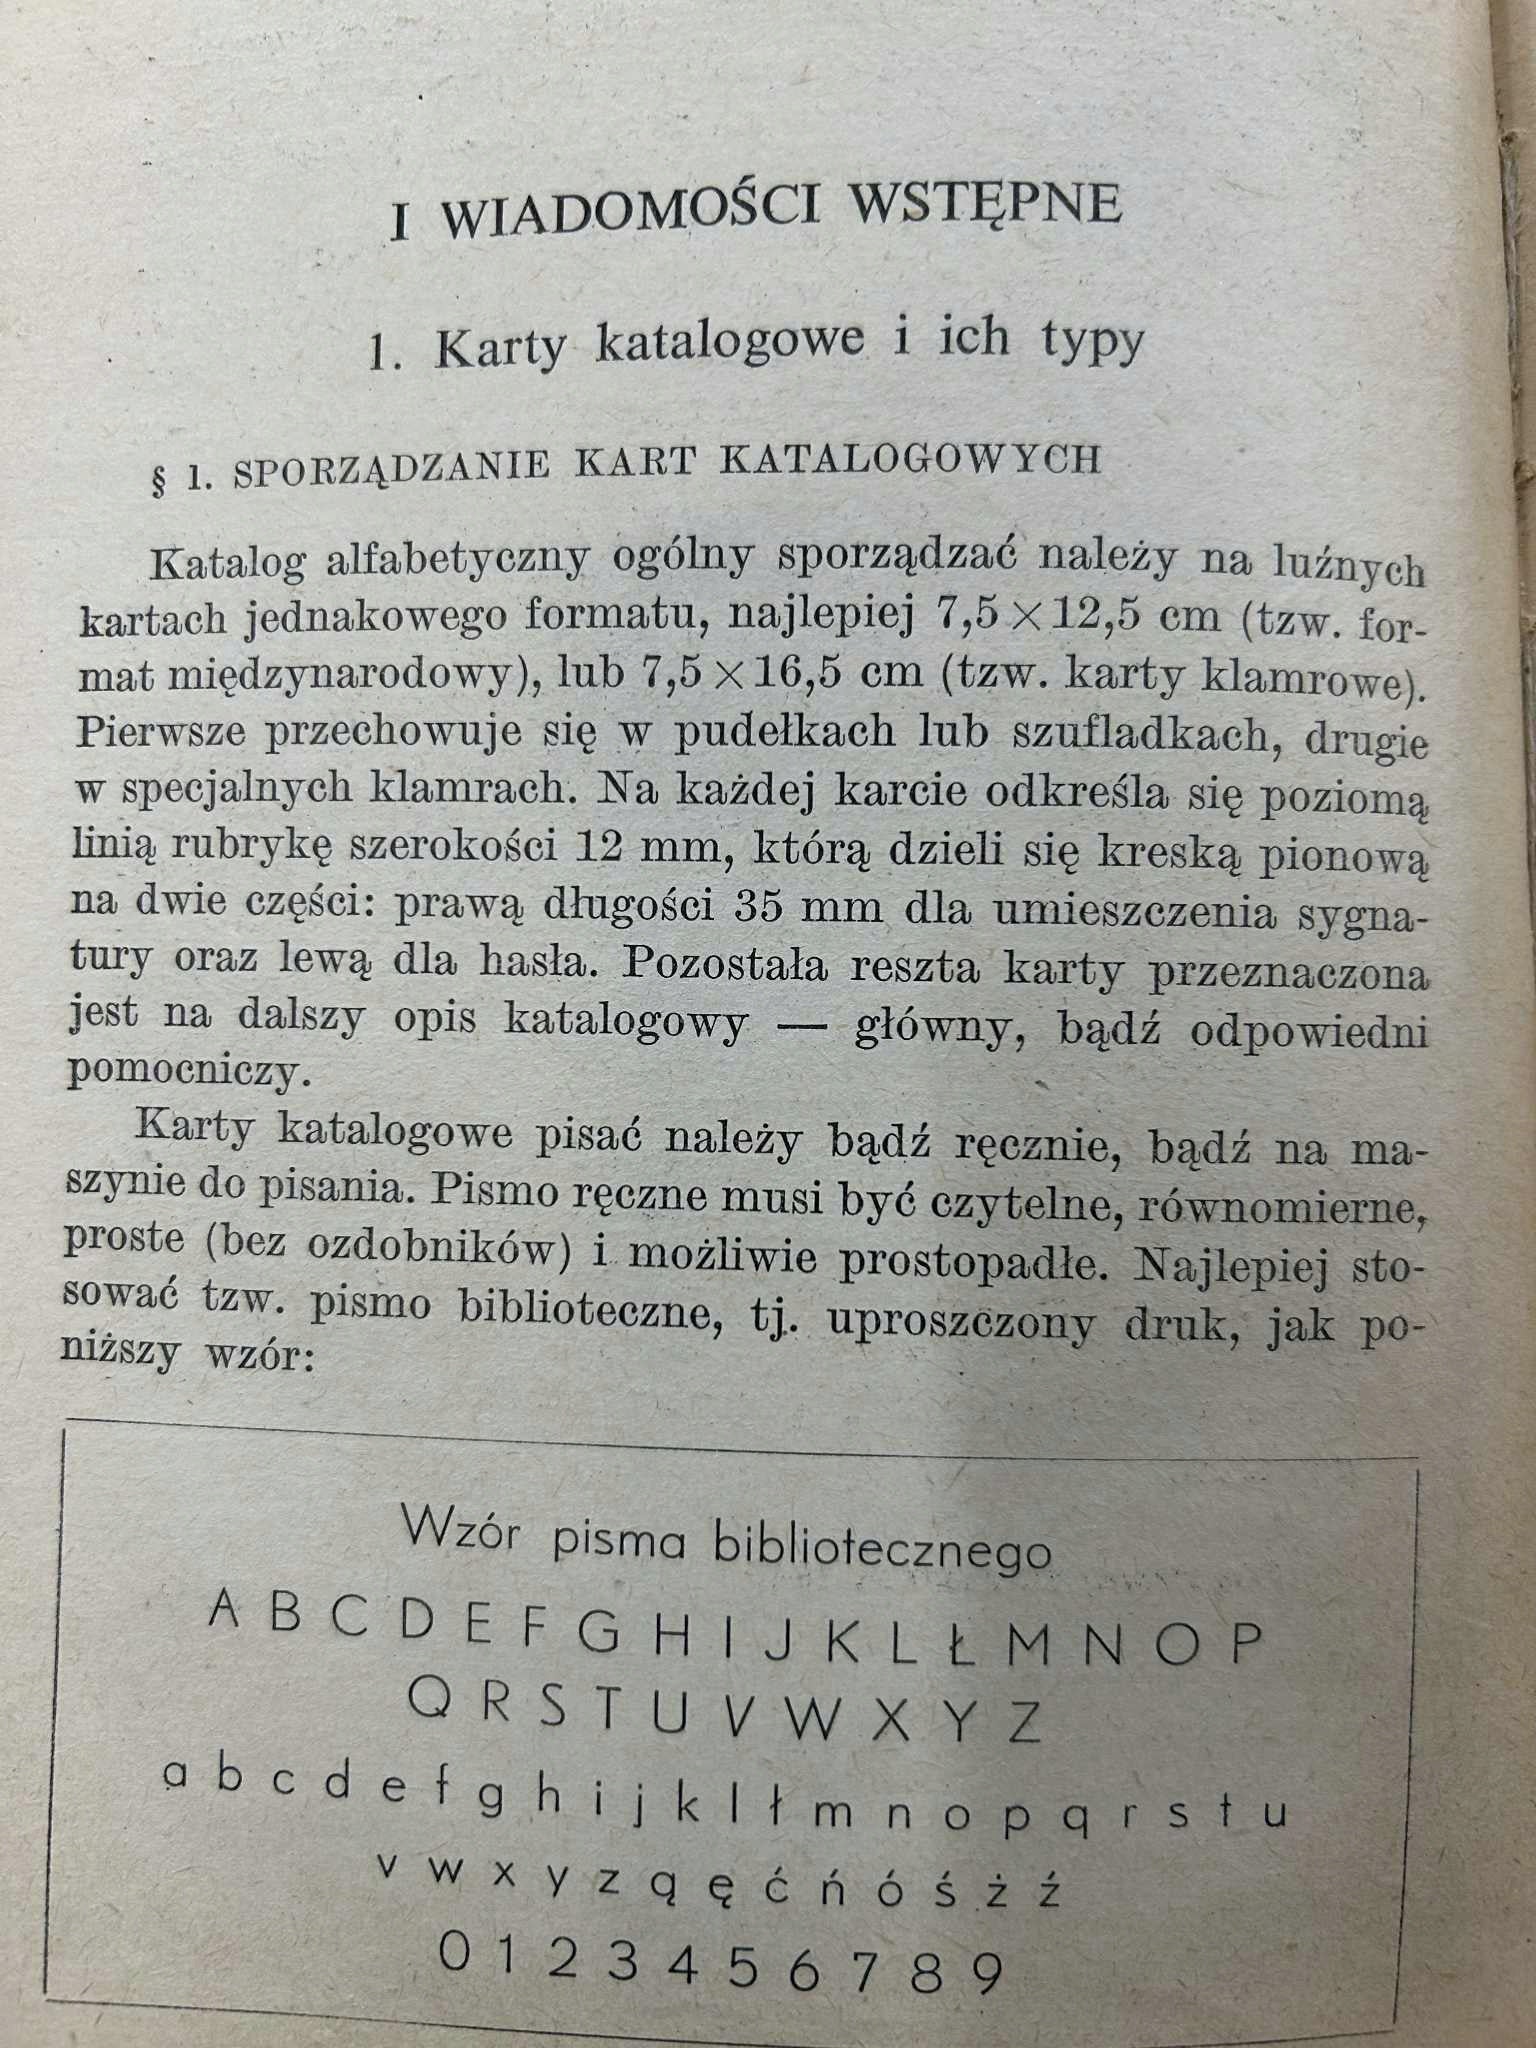 I WIADOMOŚCI WSTĘPNE
1. Karty katalogowe i ich typy
§ 1. SPORZĄDZANIE KART KATALOGOWYCH
Katalog alfabetyczny ogólny sporządzać należy na luźnych
kartach jednakowego formatu, najlepiej 7,5×12,5 cm (tzw. for-
mat międzynarodowy), lub 7,5×16,5 cm (tzw. karty klamrowe).
Pierwsze przechowuje się w pudełkach lub szufladkach, drugie
w specjalnych klamrach. Na każdej karcie odkreśla się poziomą
linią rubrykę szerokości 12 mm, którą dzieli się kreską pionową
na dwie części: prawą długości 35 mm dla umieszczenia sygna-
tury oraz lewą dla hasła. Pozostała reszta karty przeznaczona
jest na dalszy opis katalogowy — główny, bądź odpowiedni
pomocniczy.
Karty katalogowe pisać należy bądź ręcznie, bądź na ma-
szynie do pisania. Pismo ręczne musi być czytelne, równomierne,
proste (bez ozdobników) i możliwie prostopadłe. Najlepiej sto-
sować tzw. pismo biblioteczne, tj. uproszczony druk, jak po-
niższy wzór:
Wzór pisma bibliotecznego
A B C D E F G H I J K L Ł M N O P
Q R S T U V W X Y Z
a b c d e f g h i j k l ł m n o p q r s t u
v w x y z ą ę ć ń ó ś ż ź
0 1 2 3 4 5 6 7 8 9